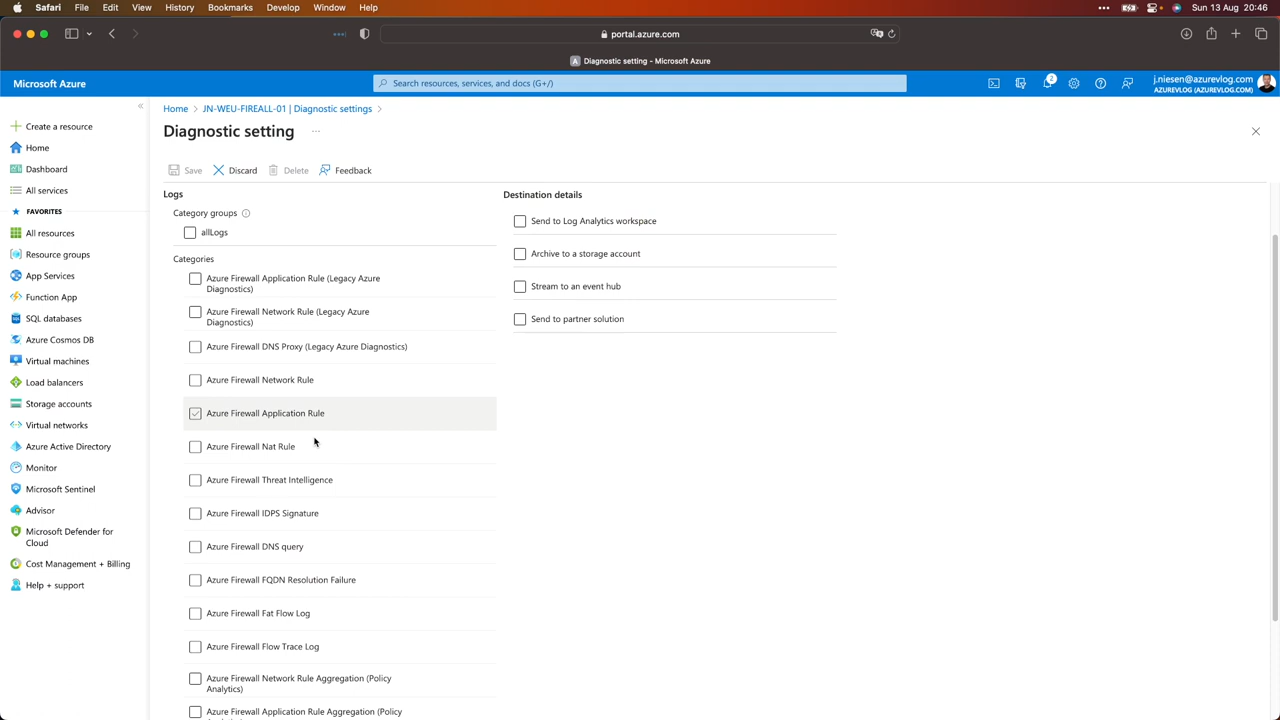 Safari File Edit View History Bookmarks Develop Window Help Sun 13 Aug 20:46
portal.azure.com
A Diagnostic setting - Microsoft Azure
Microsoft Azure
Search resources, services, and docs (G+/)
2
j.niesen@azurevlog.com
AZUREVLOG (AZUREVLOG.COM)
Create a resource
Home
Dashboard
All services
FAVORITES
All resources
Resource groups
App Services
Function App
SQL databases
Azure Cosmos DB
Virtual machines
Load balancers
Storage accounts
Virtual networks
Azure Active Directory
Monitor
Microsoft Sentinel
Advisor
Microsoft Defender for
Cloud
Cost Management + Billing
Help + support
Home > JN-WEU-FIREALL-01 | Diagnostic settings >
Diagnostic setting ...
Save Discard Delete Feedback
Logs
Category groups
allLogs
Categories
Azure Firewall Application Rule (Legacy Azure
Diagnostics)
Azure Firewall Network Rule (Legacy Azure
Diagnostics)
Azure Firewall DNS Proxy (Legacy Azure Diagnostics)
Azure Firewall Network Rule
Azure Firewall Application Rule
Azure Firewall Nat Rule
Azure Firewall Threat Intelligence
Azure Firewall IDPS Signature
Azure Firewall DNS query
Azure Firewall FQDN Resolution Failure
Azure Firewall Fat Flow Log
Azure Firewall Flow Trace Log
Azure Firewall Network Rule Aggregation (Policy
Analytics)
Azure Firewall Application Rule Aggregation (Policy
Destination details
Send to Log Analytics workspace
Archive to a storage account
Stream to an event hub
Send to partner solution